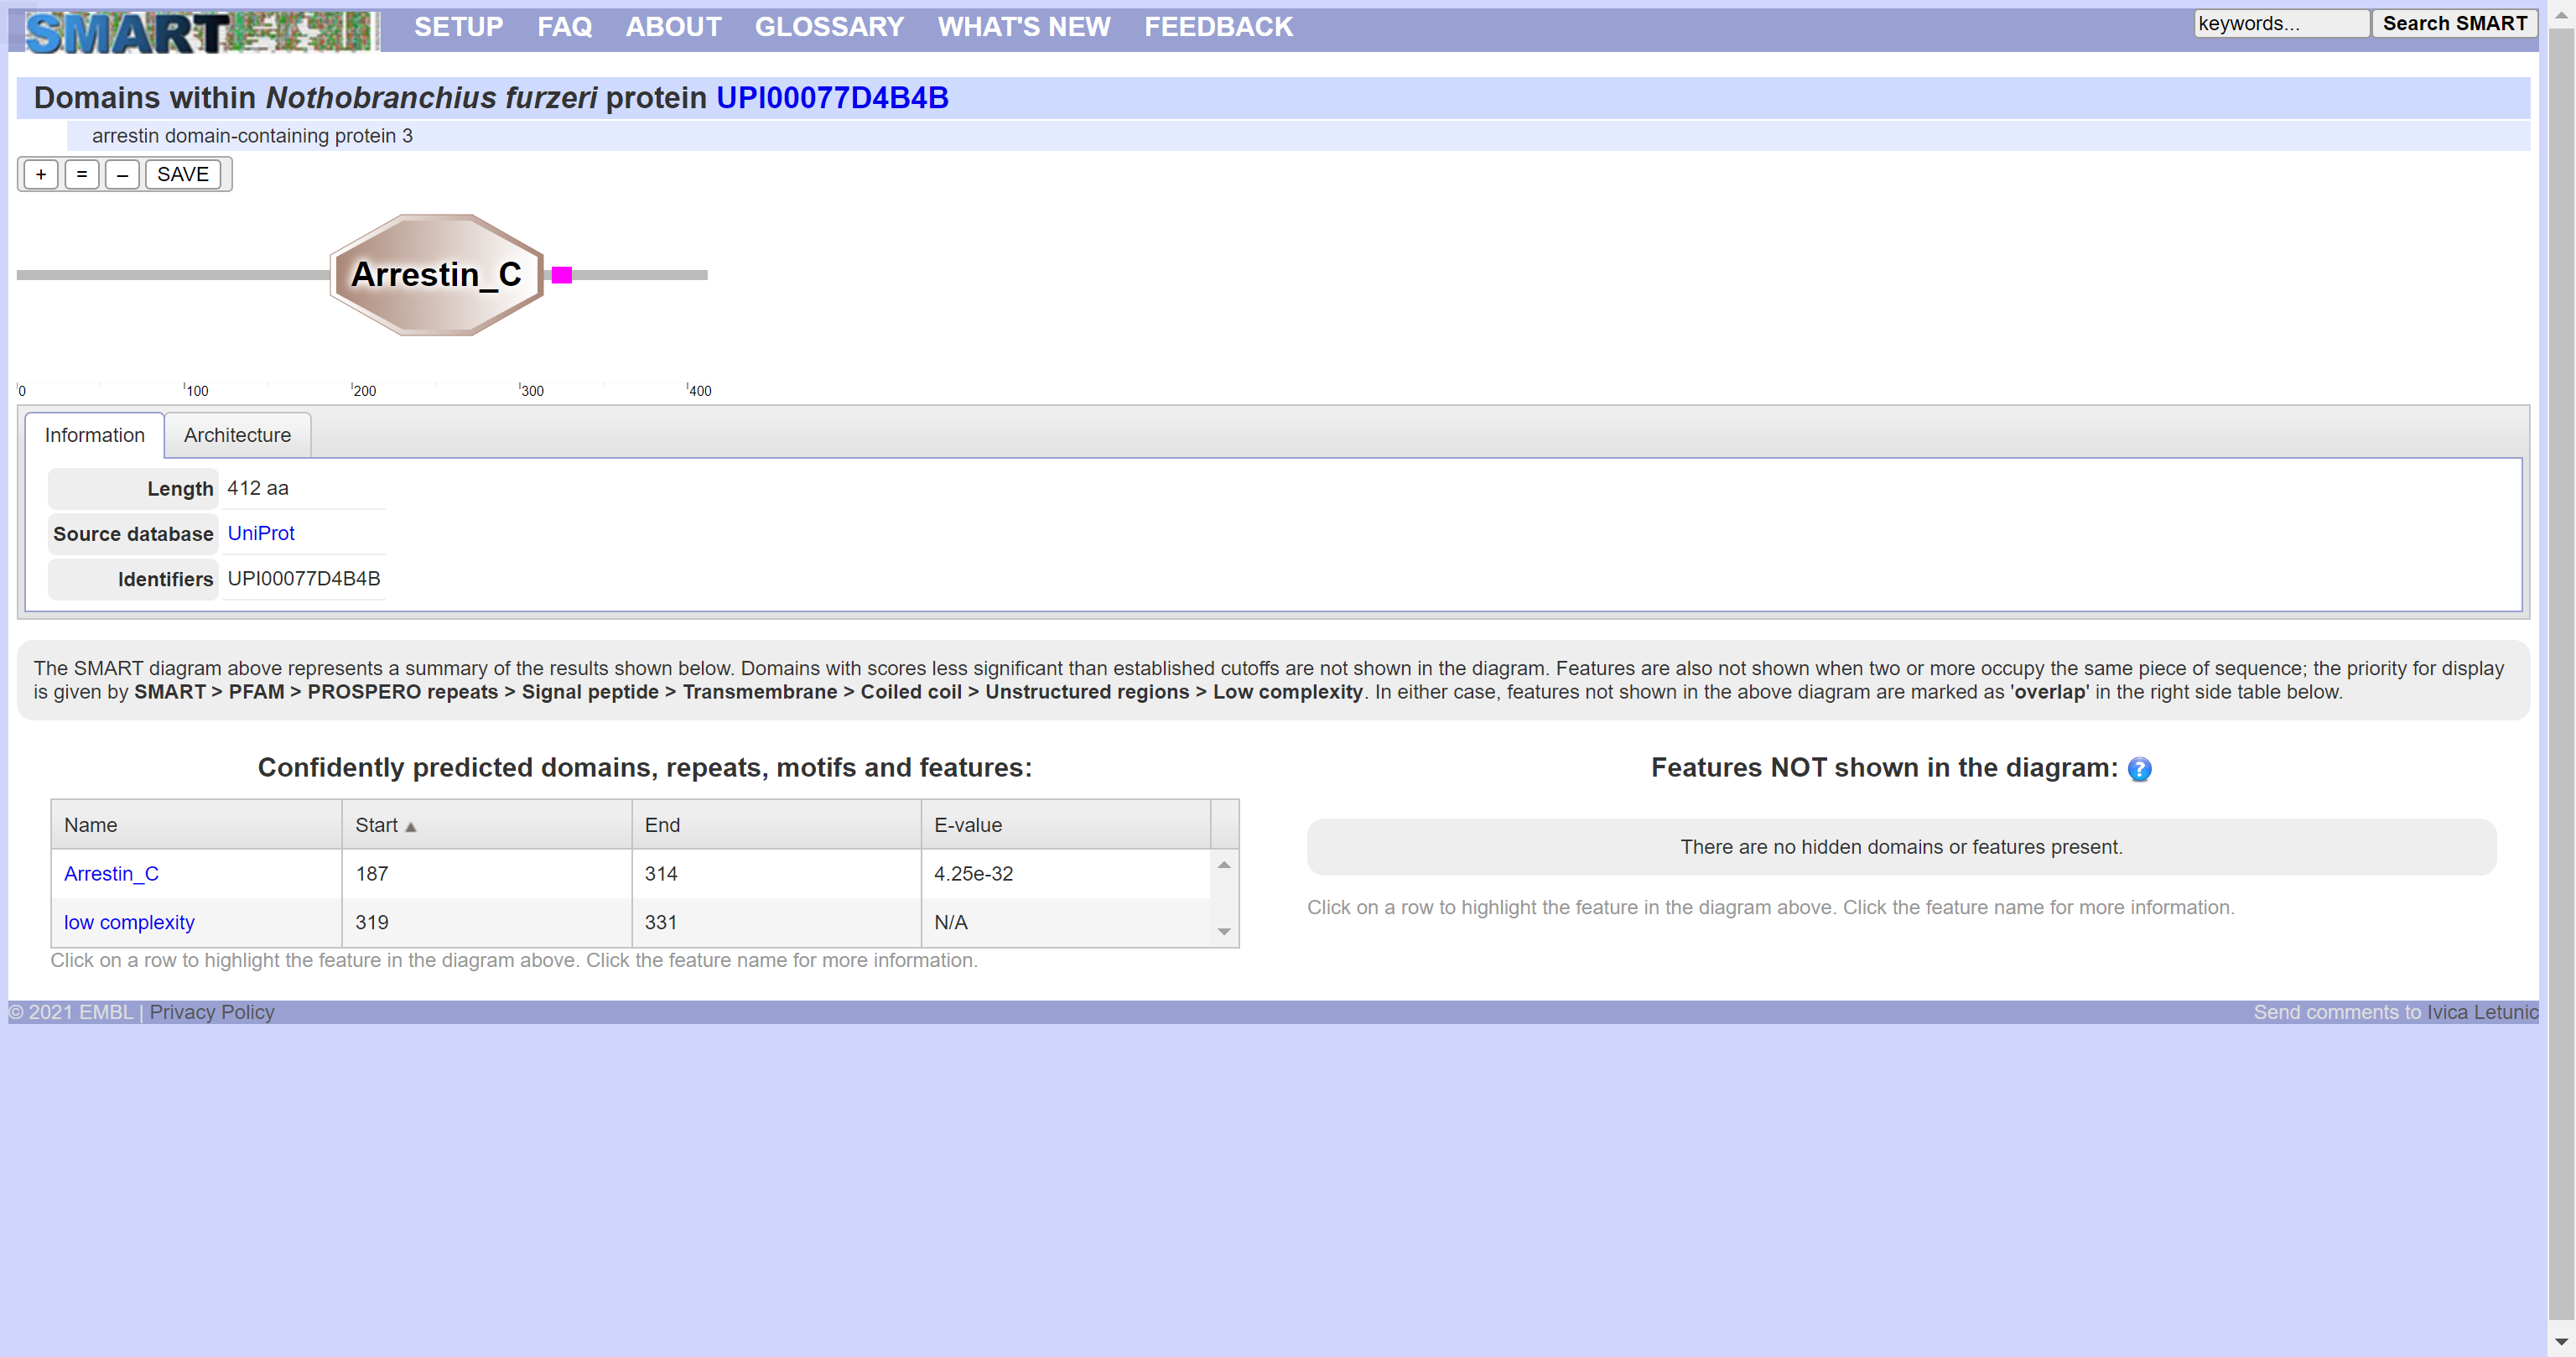 SMART SETUP FAQ ABOUT GLOSSARY WHAT'S NEW FEEDBACK keywords... Search SMART
Domains within Nothobranchius furzeri protein UPI00077D4B4B
arrestin domain-containing protein 3
+ = – SAVE
Arrestin_C
0 100 200 300 400
Information Architecture
Length 412 aa
Source database UniProt
Identifiers UPI00077D4B4B
The SMART diagram above represents a summary of the results shown below. Domains with scores less significant than established cutoffs are not shown in the diagram. Features are also not shown when two or more occupy the same piece of sequence; the priority for display
is given by SMART > PFAM > PROSPERO repeats > Signal peptide > Transmembrane > Coiled coil > Unstructured regions > Low complexity. In either case, features not shown in the above diagram are marked as 'overlap' in the right side table below.
Confidently predicted domains, repeats, motifs and features:
Name Start End E-value
Arrestin_C 187 314 4.25e-32
low complexity 319 331 N/A
Click on a row to highlight the feature in the diagram above. Click the feature name for more information.
Features NOT shown in the diagram: ?
There are no hidden domains or features present.
Click on a row to highlight the feature in the diagram above. Click the feature name for more information.
© 2021 EMBL | Privacy Policy Send comments to Ivica Letunic